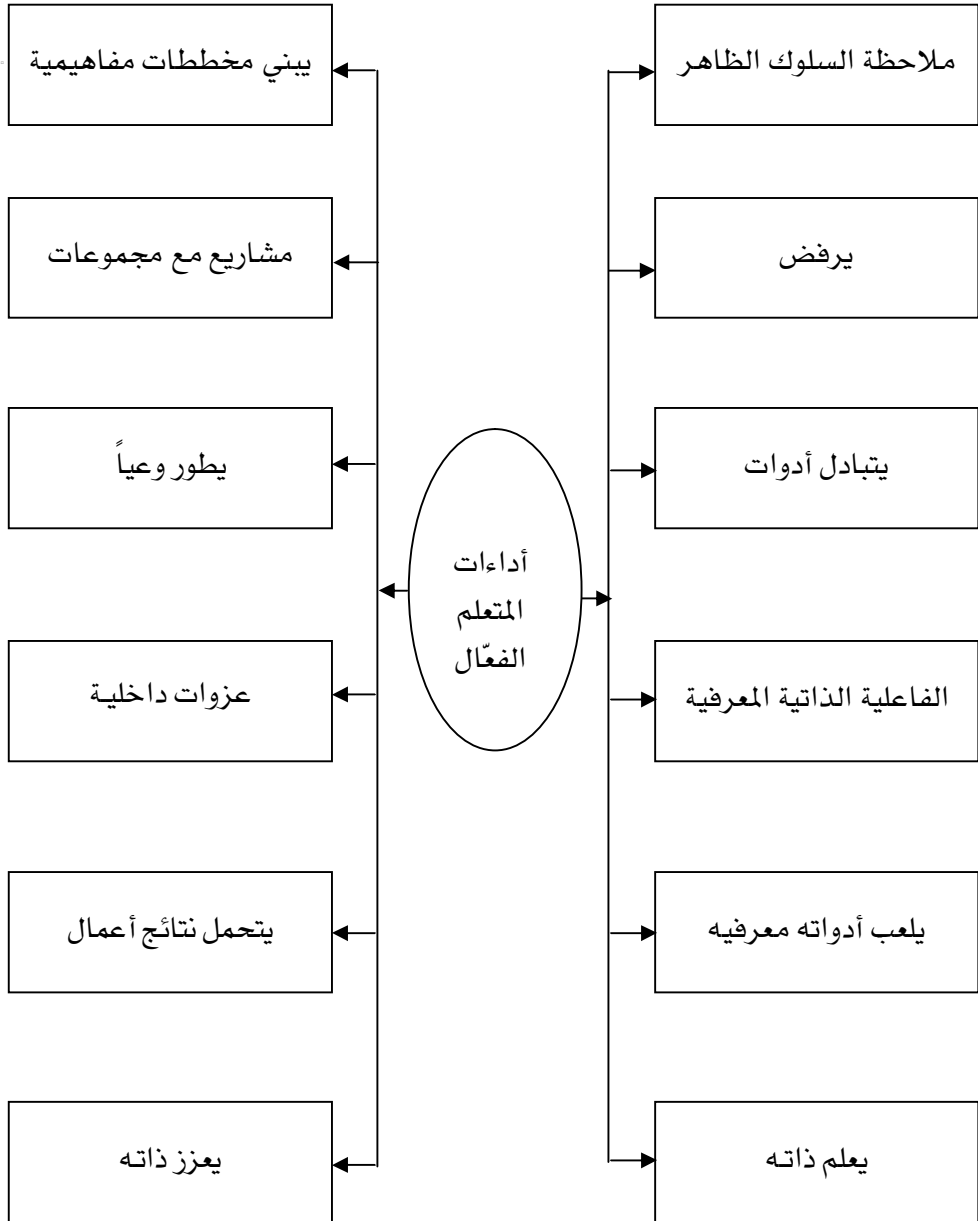 ملاحظة السلوك الظاهر
يبني مخططات مفاهيمية
يرفض
مشاريع مع مجموعات
يتبادل أدوات
يطور وعياً
أداءات
المتعلم
الفعّال
الفاعلية الذاتية المعرفية
عزوات داخلية
يلعب أدواته معرفيه
يتحمل نتائج أعمال
يعلم ذاته
يعزز ذاته